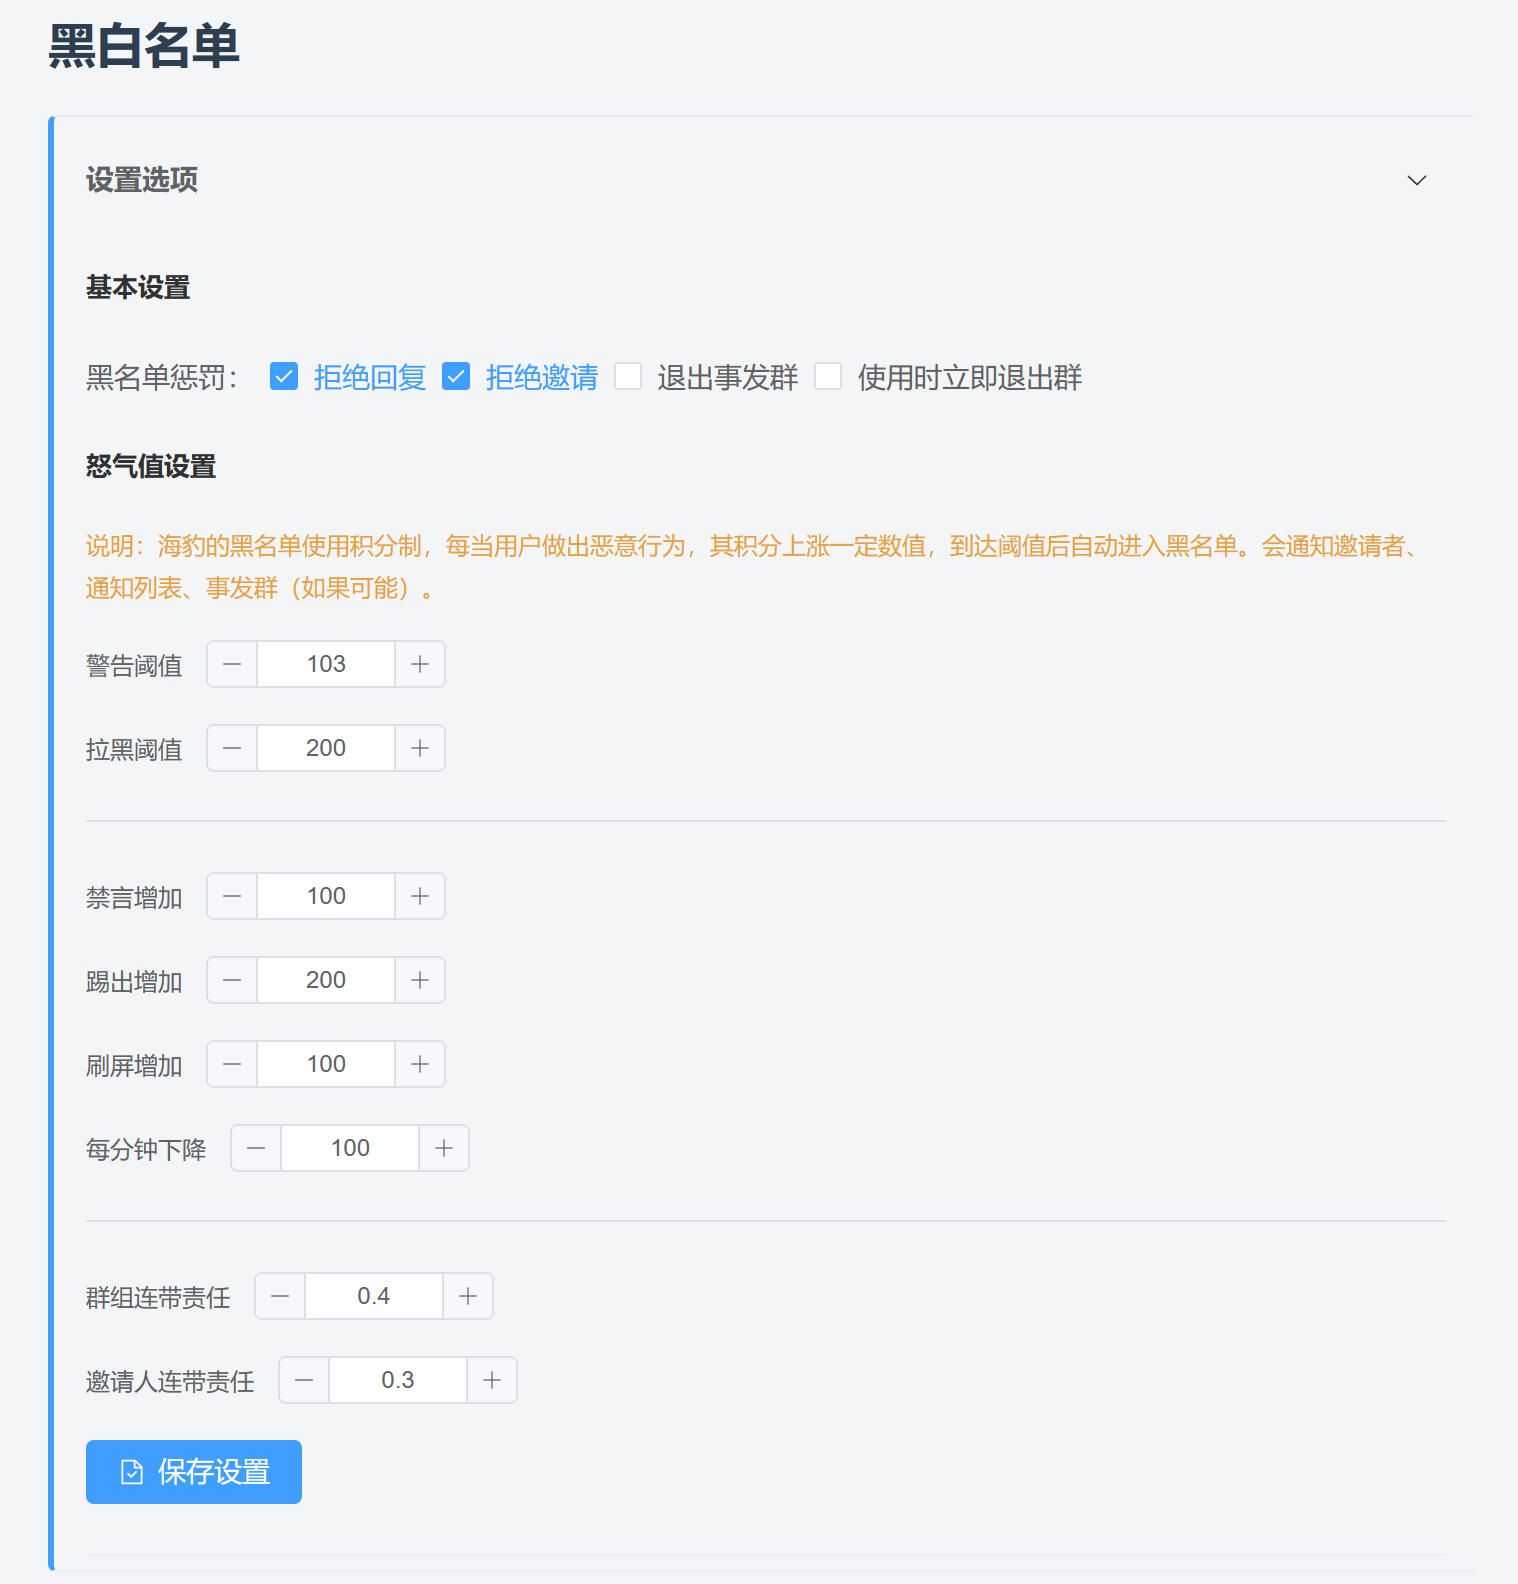 黑白名单
设置选项
基本设置
黑名单惩罚： 拒绝回复 拒绝邀请 退出事发群 使用时立即退出群
怒气值设置
说明：海豹的黑名单使用积分制，每当用户做出恶意行为，其积分上涨一定数值，到达阈值后自动进入黑名单。会通知邀请者、
通知列表、事发群（如果可能）。
警告阈值 103
拉黑阈值 200
禁言增加 100
踢出增加 200
刷屏增加 100
每分钟下降 100
群组连带责任 0.4
邀请人连带责任 0.3
保存设置